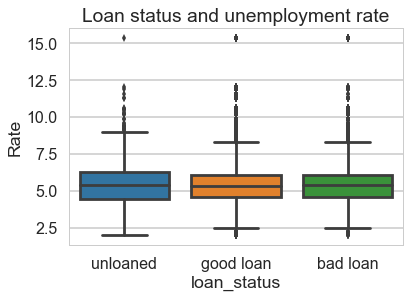 Loan status and unemployment rate
15.0
12.5
10.0
7.5
5.0
2.5
Rate
unloaned good loan bad loan
loan_status